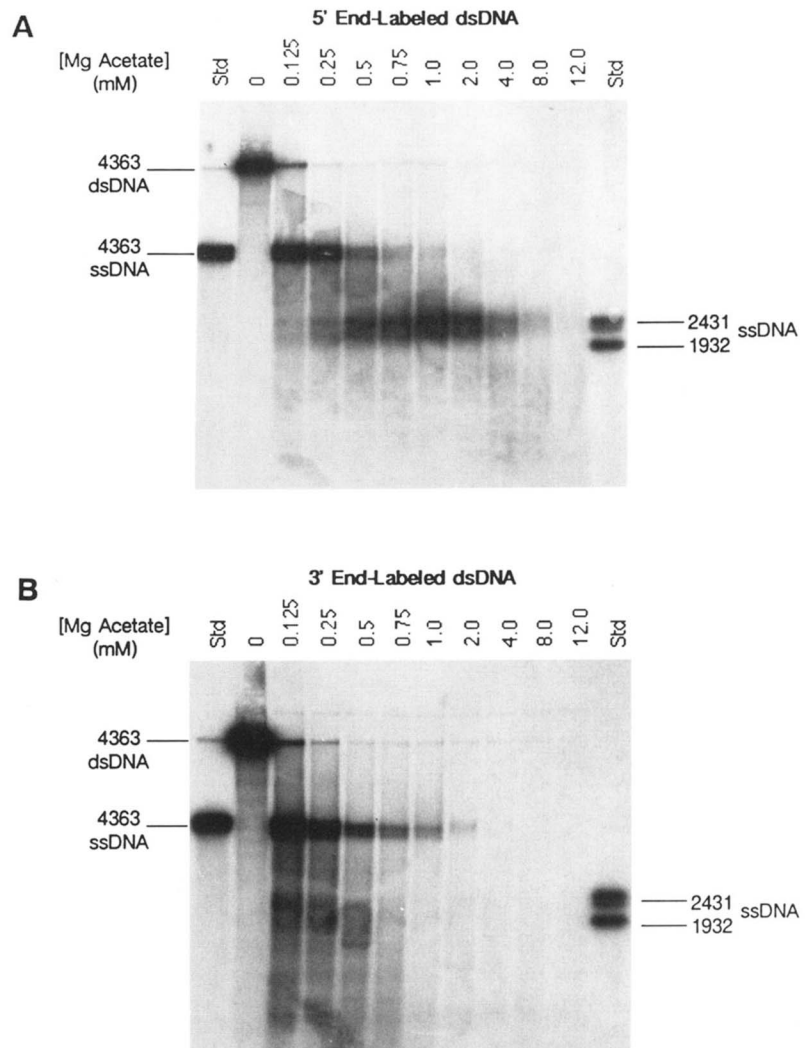 A
5' End-Labeled dsDNA
[Mg Acetate]
(mM)
Std
0
0.125
0.25
0.5
0.75
1.0
2.0
4.0
8.0
12.0
Std
4363
dsDNA
4363
ssDNA
2431
1932
ssDNA
B
3' End-Labeled dsDNA
[Mg Acetate]
(mM)
Std
0
0.125
0.25
0.5
0.75
1.0
2.0
4.0
8.0
12.0
Std
4363
dsDNA
4363
ssDNA
2431
1932
ssDNA